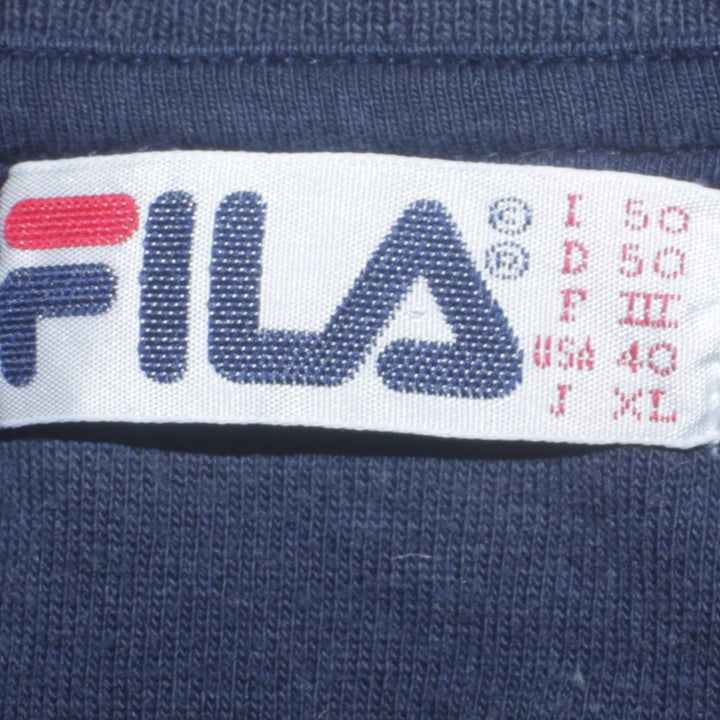 FILA © ®
I 50
D 50
F III
USA 40
J XL